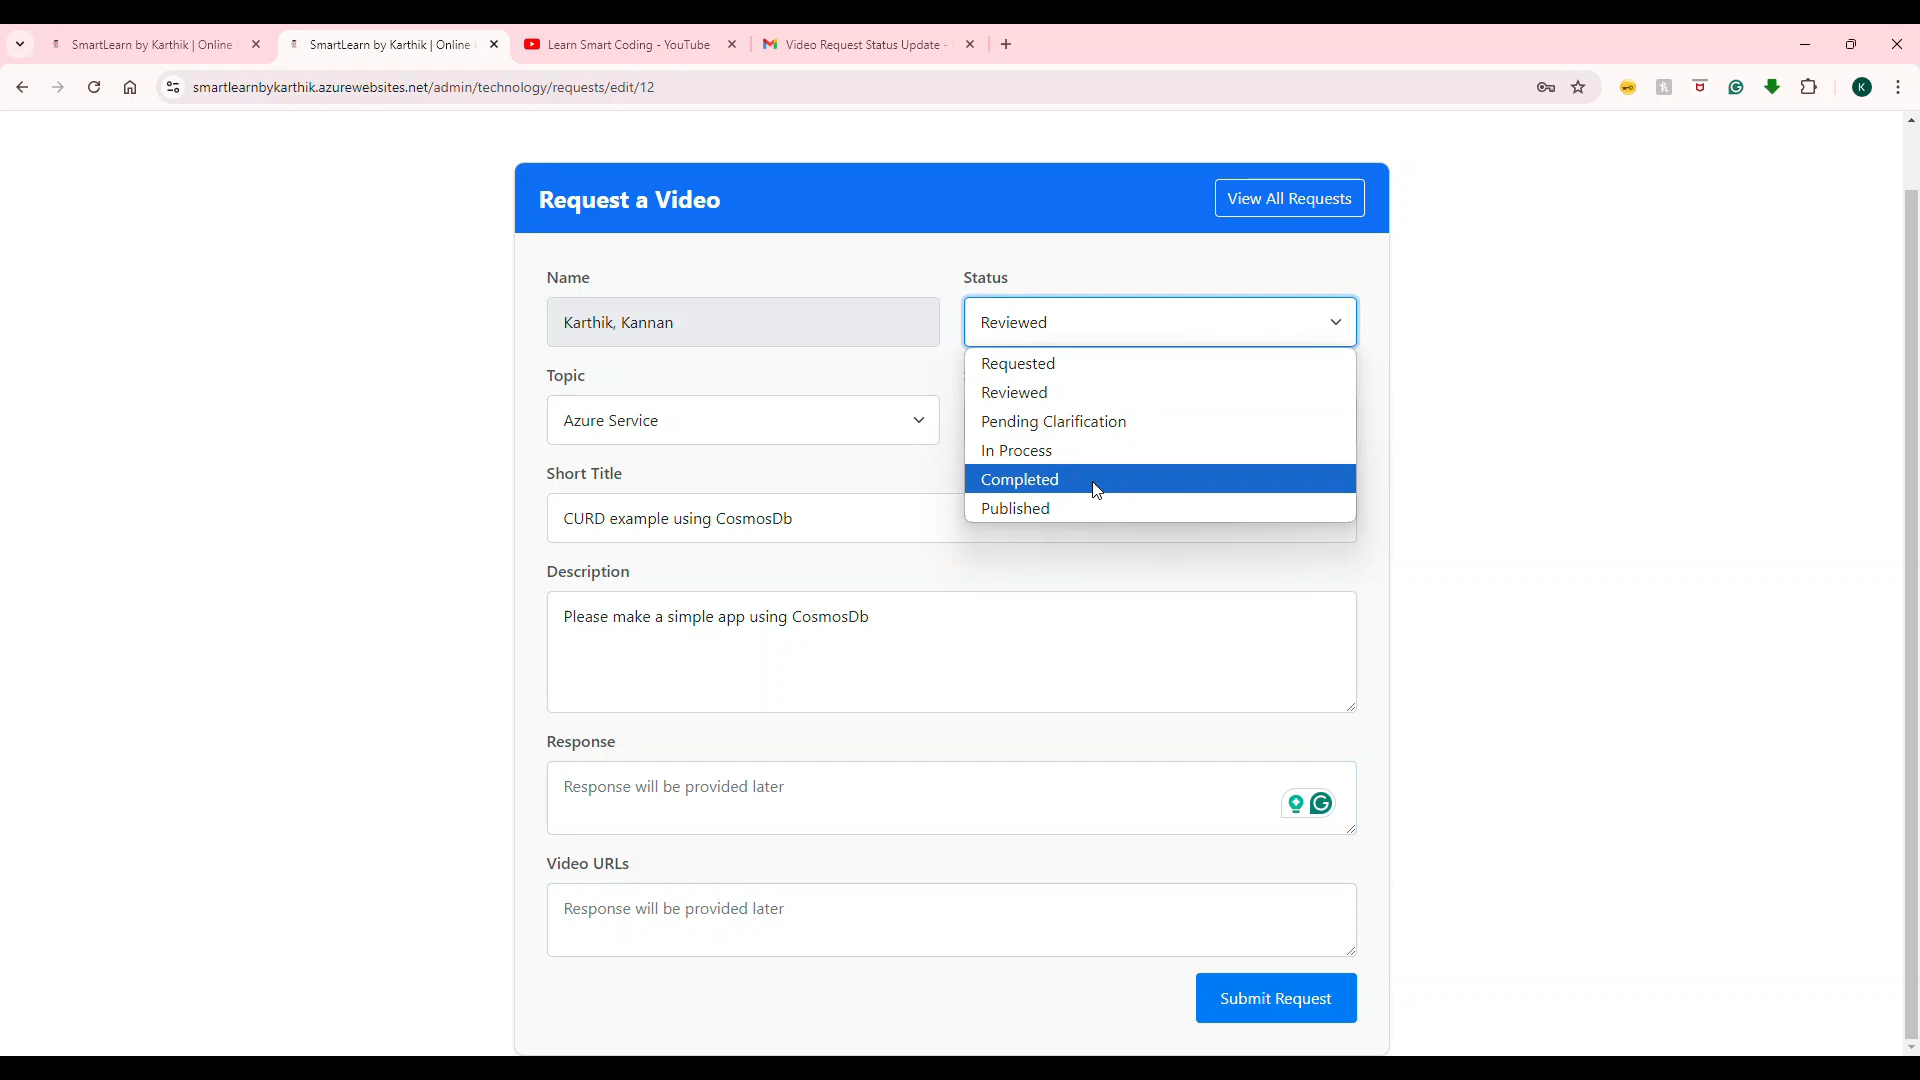 SmartLearn by Karthik | Online
SmartLearn by Karthik | Online
Learn Smart Coding - YouTube
Video Request Status Update -
smartlearnbykarthik.azurewebsites.net/admin/technology/requests/edit/12
K
Request a Video
View All Requests
Name
Status
Karthik, Kannan
Reviewed
Requested
Reviewed
Pending Clarification
In Process
Completed
Published
Topic
Azure Service
Short Title
CURD example using CosmosDb
Description
Please make a simple app using CosmosDb
Response
Response will be provided later
Video URLs
Response will be provided later
Submit Request